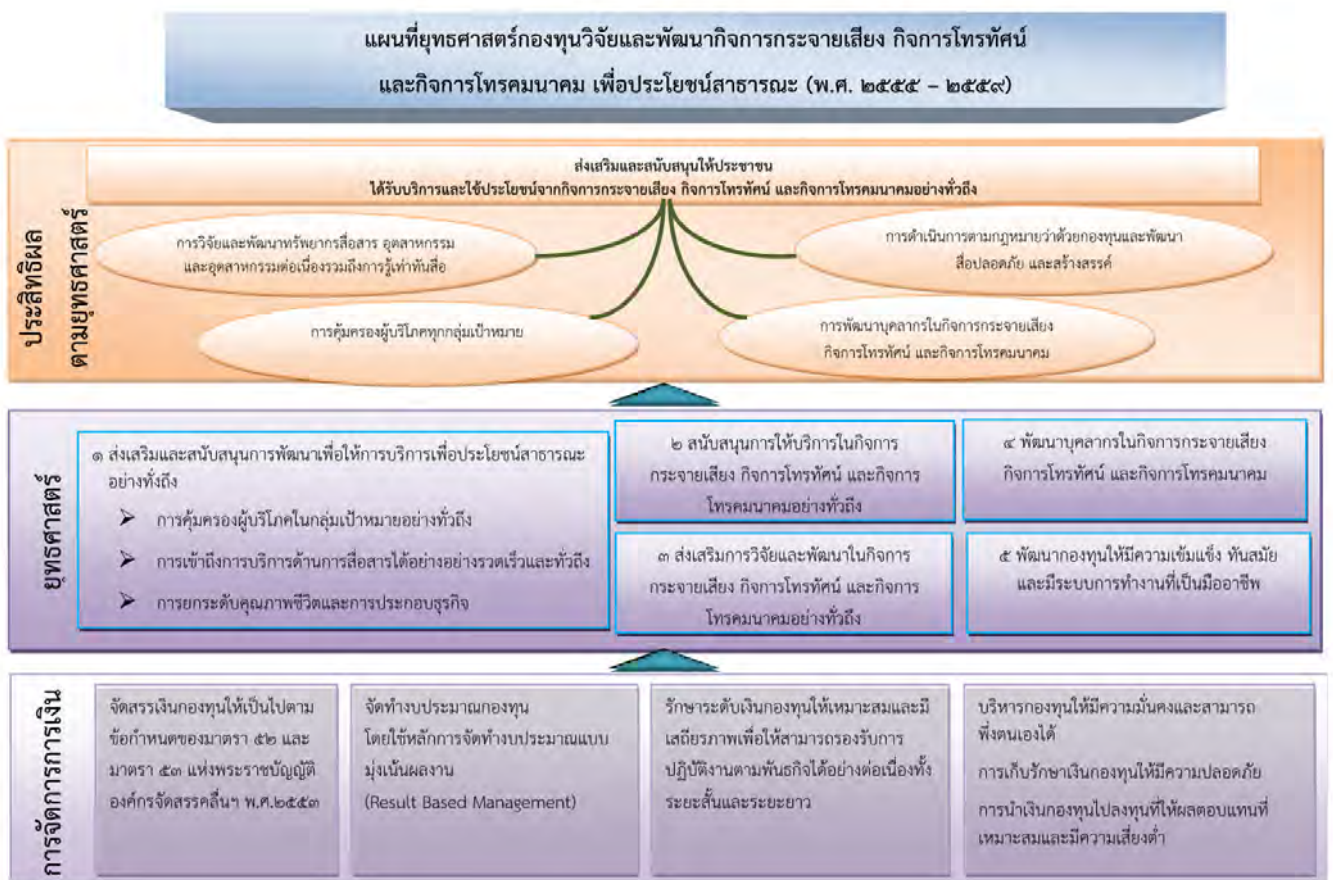 แผนที่ยุทธศาสตร์กองทุนวิจัยและพัฒนากิจการกระจายเสียง กิจการโทรทัศน์
และกิจการโทรคมนาคม เพื่อประโยชน์สาธารณะ (พ.ศ. ๒๕๕๕ – ๒๕๕๙)
ประสิทธิผล
ตามยุทธศาสตร์
ส่งเสริมและสนับสนุนให้ประชาชน
ได้รับบริการและใช้ประโยชน์จากกิจการกระจายเสียง กิจการโทรทัศน์ และกิจการโทรคมนาคมอย่างทั่วถึง
การวิจัยและพัฒนาทรัพยากรสื่อสาร อุตสาหกรรม
และอุตสาหกรรมต่อเนื่องรวมถึงการรู้เท่าทันสื่อ
การดำเนินการตามกฎหมายว่าด้วยกองทุนและพัฒนา
สื่อปลอดภัย และสร้างสรรค์
การคุ้มครองผู้บริโภคทุกกลุ่มเป้าหมาย
การพัฒนาบุคลากรในกิจการกระจายเสียง
กิจการโทรทัศน์ และกิจการโทรคมนาคม
ยุทธศาสตร์
๑ ส่งเสริมและสนับสนุนการพัฒนาเพื่อให้การบริการเพื่อประโยชน์สาธารณะ
อย่างทั้งถึง
➢ การคุ้มครองผู้บริโภคในกลุ่มเป้าหมายอย่างทั่วถึง
➢ การเข้าถึงการบริการด้านการสื่อสารได้อย่างอย่างรวดเร็วและทั่วถึง
➢ การยกระดับคุณภาพชีวิตและการประกอบธุรกิจ
๒ สนับสนุนการให้บริการในกิจการ
กระจายเสียง กิจการโทรทัศน์ และกิจการ
โทรคมนาคมอย่างทั่วถึง
๓ ส่งเสริมการวิจัยและพัฒนาในกิจการ
กระจายเสียง กิจการโทรทัศน์ และกิจการ
โทรคมนาคมอย่างทั่วถึง
๔ พัฒนาบุคลากรในกิจการกระจายเสียง
กิจการโทรทัศน์ และกิจการโทรคมนาคม
๕ พัฒนากองทุนให้มีความเข้มแข็ง ทันสมัย
และมีระบบการทำงานที่เป็นมืออาชีพ
การจัดการการเงิน
จัดสรรเงินกองทุนให้เป็นไปตาม
ข้อกำหนดของมาตรา ๕๒ และ
มาตรา ๕๓ แห่งพระราชบัญญัติ
องค์กรจัดสรรคลื่นฯ พ.ศ.๒๕๕๓
จัดทำงบประมาณกองทุน
โดยใช้หลักการจัดทำงบประมาณแบบ
มุ่งเน้นผลงาน
(Result Based Management)
รักษาระดับเงินกองทุนให้เหมาะสมและมี
เสถียรภาพเพื่อให้สามารถรองรับการ
ปฏิบัติงานตามพันธกิจได้อย่างต่อเนื่องทั้ง
ระยะสั้นและระยะยาว
บริหารกองทุนให้มีความมั่นคงและสามารถ
พึ่งตนเองได้
การเก็บรักษาเงินกองทุนให้มีความปลอดภัย
การนำเงินกองทุนไปลงทุนที่ให้ผลตอบแทนที่
เหมาะสมและมีความเสี่ยงต่ำ